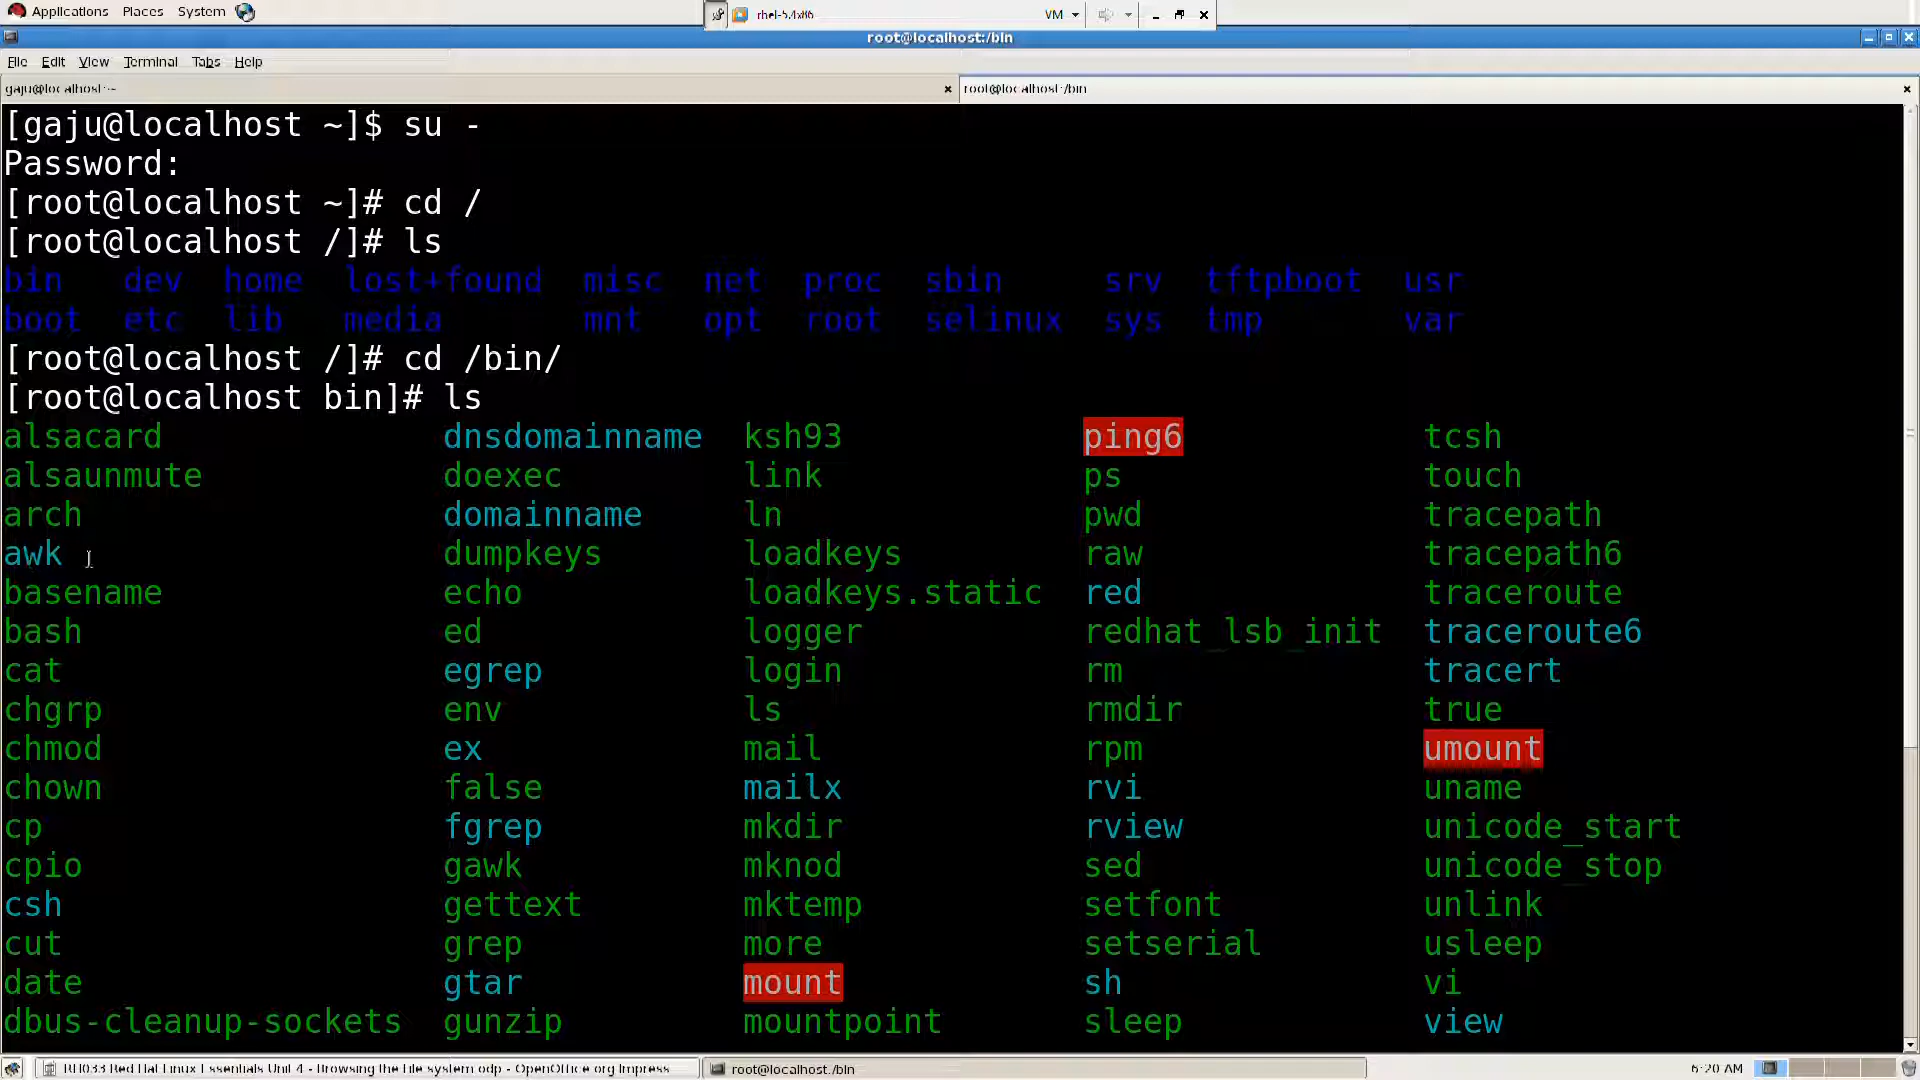 Applications Places System rhel-5.4x86 VM
root@localhost:/bin
File Edit View Terminal Tabs Help
gaju@localhost:~ root@localhost:/bin
[gaju@localhost ~]$ su -
Password:
[root@localhost ~]# cd /
[root@localhost /]# ls
bin dev home lost+found misc net proc sbin srv tftpboot usr
boot etc lib media mnt opt root selinux sys tmp var
[root@localhost /]# cd /bin/
[root@localhost bin]# ls
alsacard dnsdomainname ksh93 ping6 tcsh
alsaunmute doexec link ps touch
arch domainname ln pwd tracepath
awk dumpkeys loadkeys raw tracepath6
basename echo loadkeys.static red traceroute
bash ed logger redhat_lsb_init traceroute6
cat egrep login rm tracert
chgrp env ls rmdir true
chmod ex mail rpm umount
chown false mailx rvi uname
cp fgrep mkdir rview unicode_start
cpio gawk mknod sed unicode_stop
csh gettext mktemp setfont unlink
cut grep more setserial usleep
date gtar mount sh vi
dbus-cleanup-sockets gunzip mountpoint sleep view
RH033 Red Hat Linux Essentials Unit 4 - Browsing the File system.odp - OpenOffice.org Impress root@localhost:/bin 6:20 AM